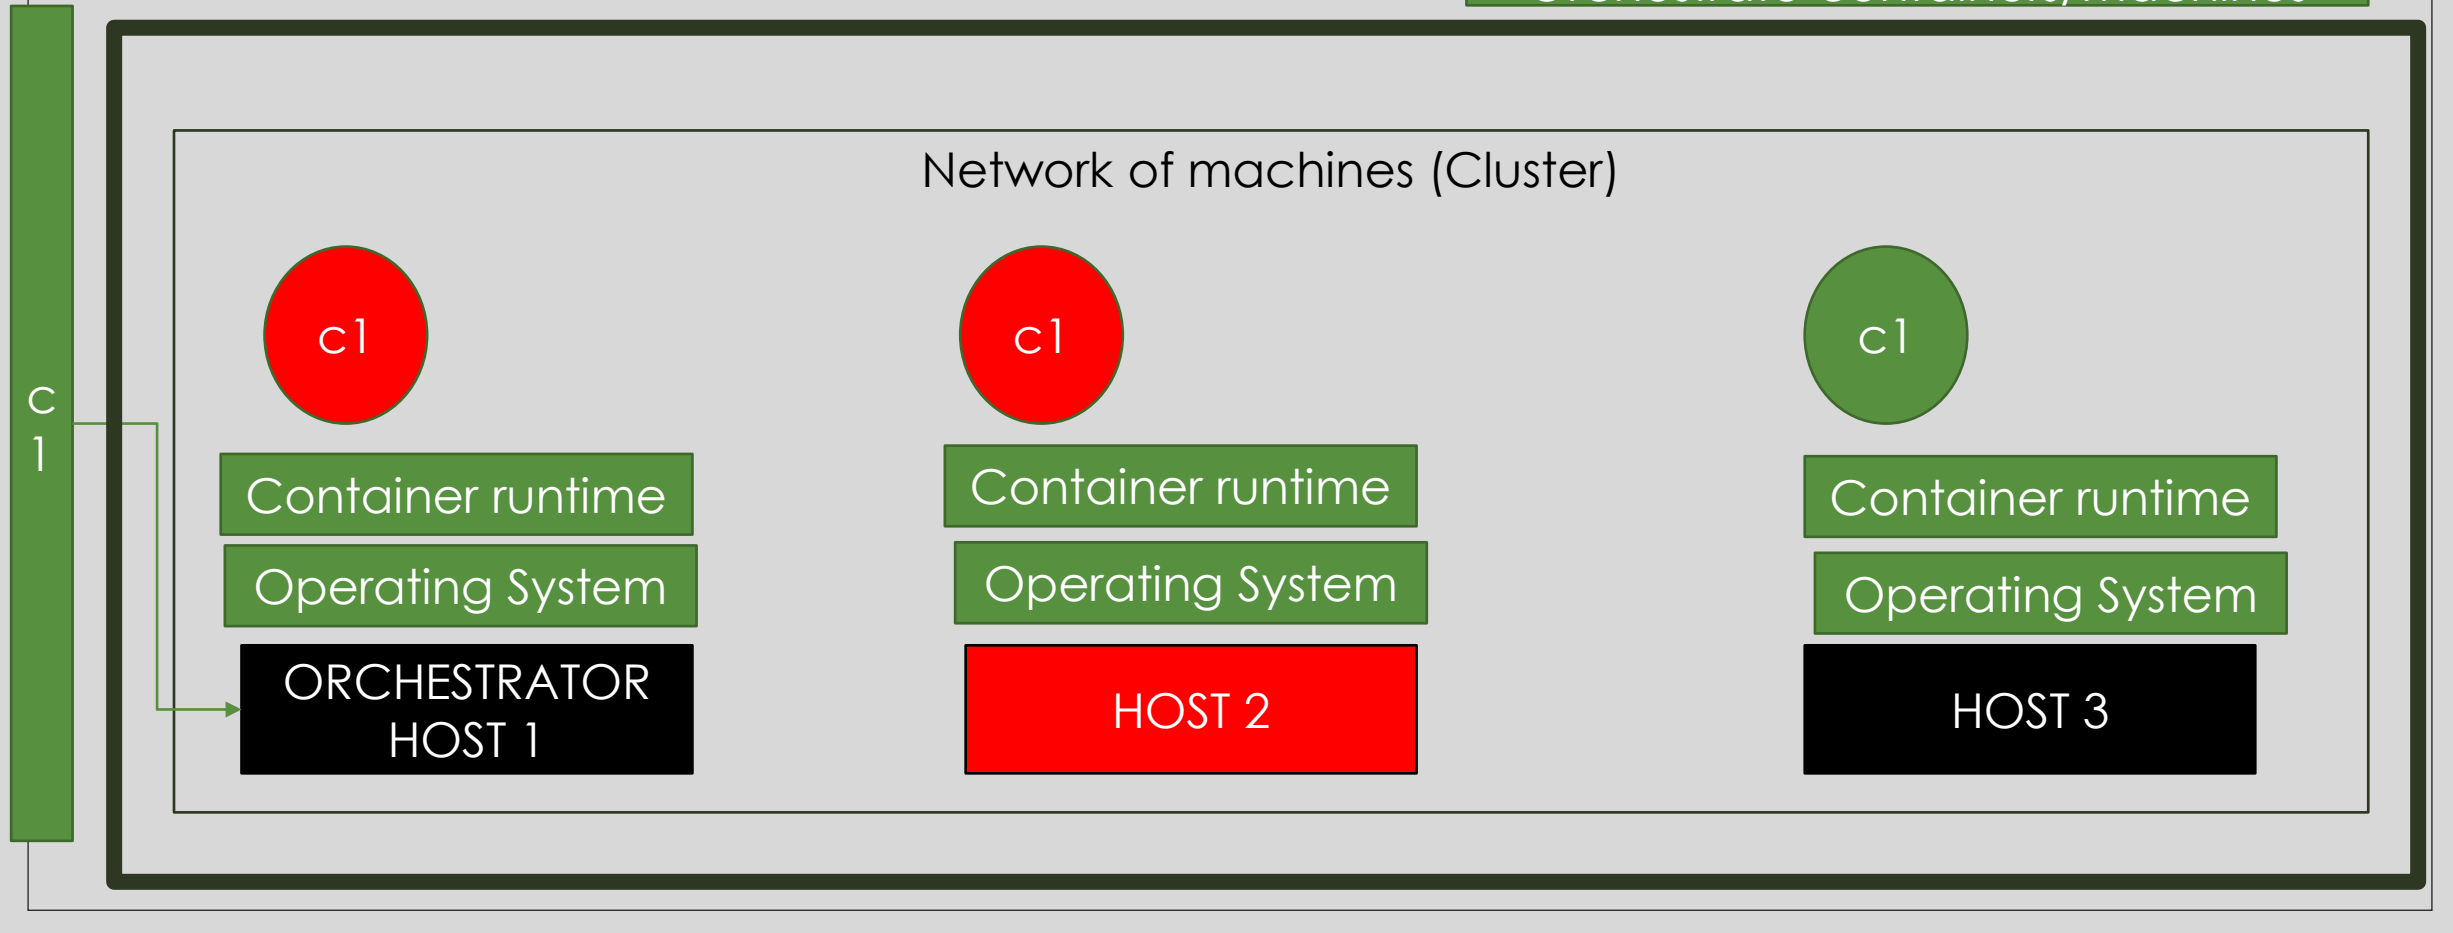 Network of machines (Cluster)
c1
c1
c1
c
1
Container runtime
Container runtime
Container runtime
Operating System
Operating System
Operating System
ORCHESTRATOR
HOST 1
HOST 2
HOST 3